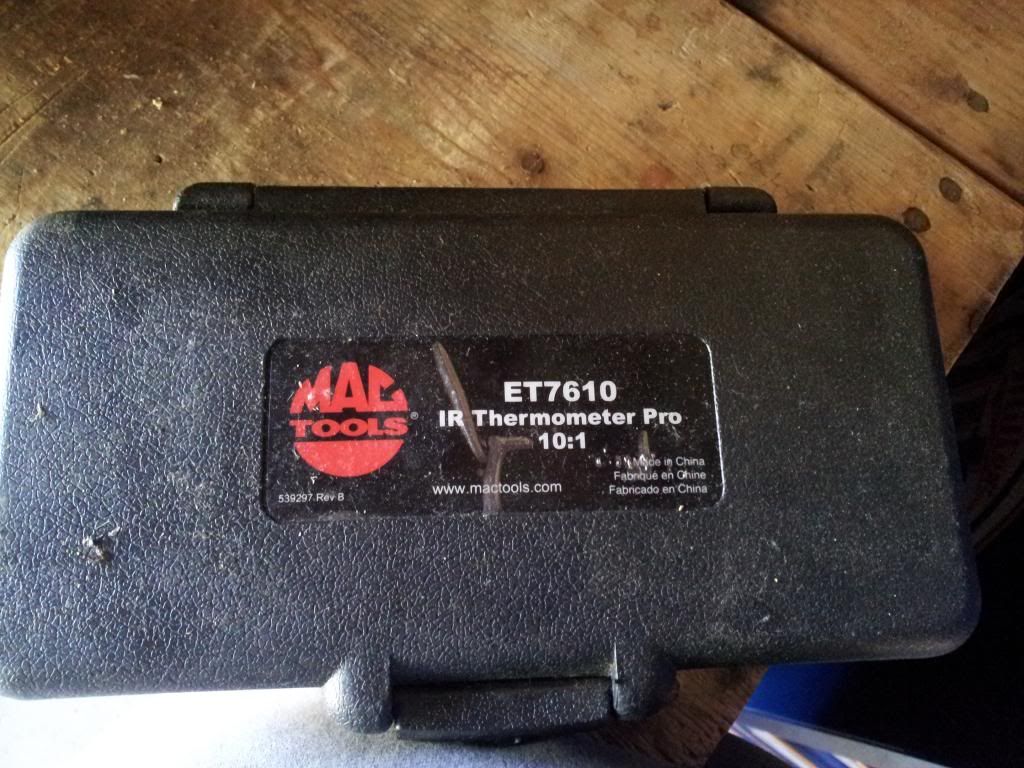 MAC
TOOLS®
ET7610
IR Thermometer Pro
10:1
Made in China
Fabriqué en Chine
Fabricado en China
www.mactools.com
539297 Rev B